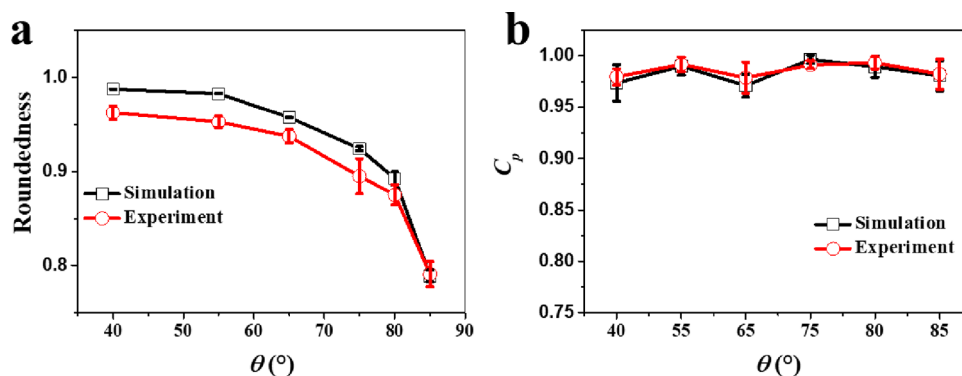 a
Roundedness
1.0
0.9
0.8
Simulation
Experiment
40 50 60 70 80 90
θ (°)
b
C_p
1.00
0.95
0.90
0.85
0.80
0.75
Simulation
Experiment
40 55 65 75 80 85
θ (°)